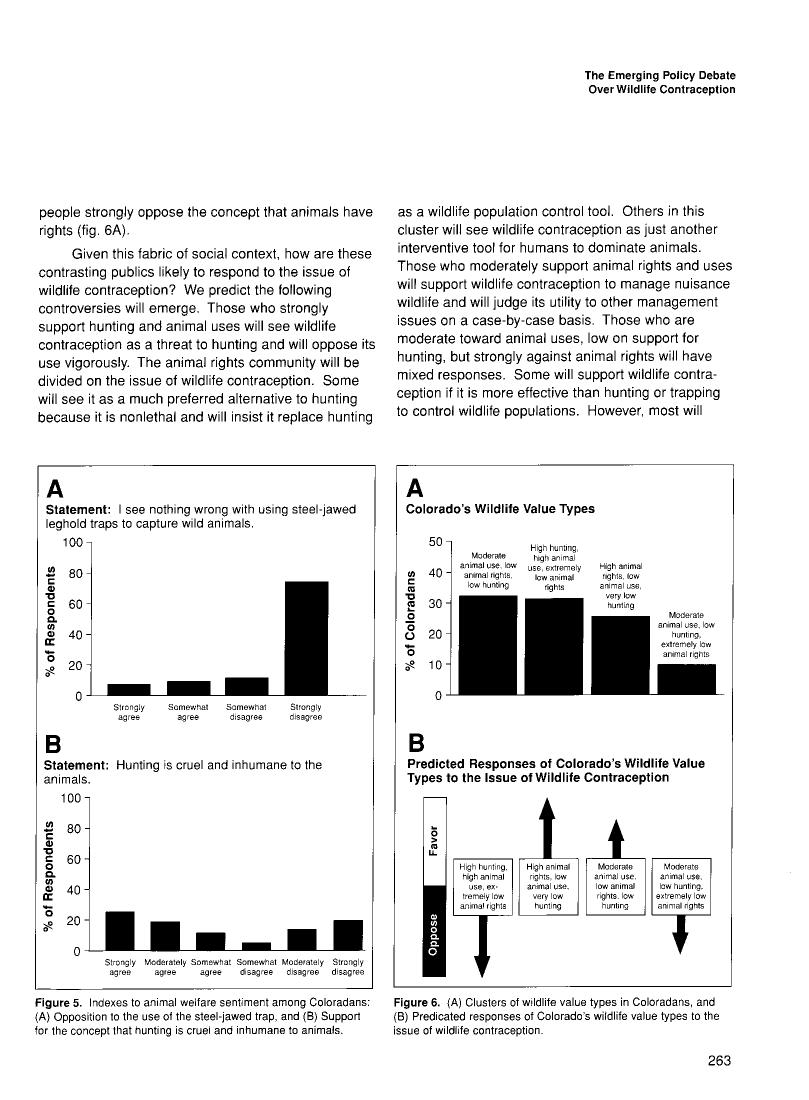 The Emerging Policy Debate
Over Wildlife Contraception
people strongly oppose the concept that animals have
rights (fig. 6A).
Given this fabric of social context, how are these
contrasting publics likely to respond to the issue of
wildlife contraception? We predict the following
controversies will emerge. Those who strongly
support hunting and animal uses will see wildlife
contraception as a threat to hunting and will oppose its
use vigorously. The animal rights community will be
divided on the issue of wildlife contraception. Some
will see it as a much preferred alternative to hunting
because it is nonlethal and will insist it replace hunting
as a wildlife population control tool. Others in this
cluster will see wildlife contraception as just another
interventive tool for humans to dominate animals.
Those who moderately support animal rights and uses
will support wildlife contraception to manage nuisance
wildlife and will judge its utility to other management
issues on a case-by-case basis. Those who are
moderate toward animal uses, low on support for
hunting, but strongly against animal rights will have
mixed responses. Some will support wildlife contra-
ception if it is more effective than hunting or trapping
to control wildlife populations. However, most will
A
Statement: I see nothing wrong with using steel-jawed
leghold traps to capture wild animals.
% of Respondents
100
80
60
40
20
0
Strongly
agree
Somewhat
agree
Somewhat
disagree
Strongly
disagree
B
Statement: Hunting is cruel and inhumane to the
animals.
% of Respondents
100
80
60
40
20
0
Strongly
agree
Moderately
agree
Somewhat
agree
Somewhat
disagree
Moderately
disagree
Strongly
disagree
Figure 5. Indexes to animal welfare sentiment among Coloradans:
(A) Opposition to the use of the steel-jawed trap, and (B) Support
for the concept that hunting is cruel and inhumane to animals.
A
Colorado's Wildlife Value Types
% of Coloradans
50
40
30
20
10
0
Moderate
animal use, low
animal rights,
low hunting
High hunting,
high animal
use, extremely
low animal
rights
High animal
rights, low
animal use,
very low
hunting
Moderate
animal use, low
hunting,
extremely low
animal rights
B
Predicted Responses of Colorado's Wildlife Value
Types to the Issue of Wildlife Contraception
Favor
Oppose
High hunting,
high animal
use, ex-
tremely low
animal rights
High animal
rights, low
animal use,
very low
hunting
Moderate
animal use,
low animal
rights, low
hunting
Moderate
animal use,
low hunting,
extremely low
animal rights
Figure 6. (A) Clusters of wildlife value types in Coloradans, and
(B) Predicated responses of Colorado's wildlife value types to the
issue of wildlife contraception.
263